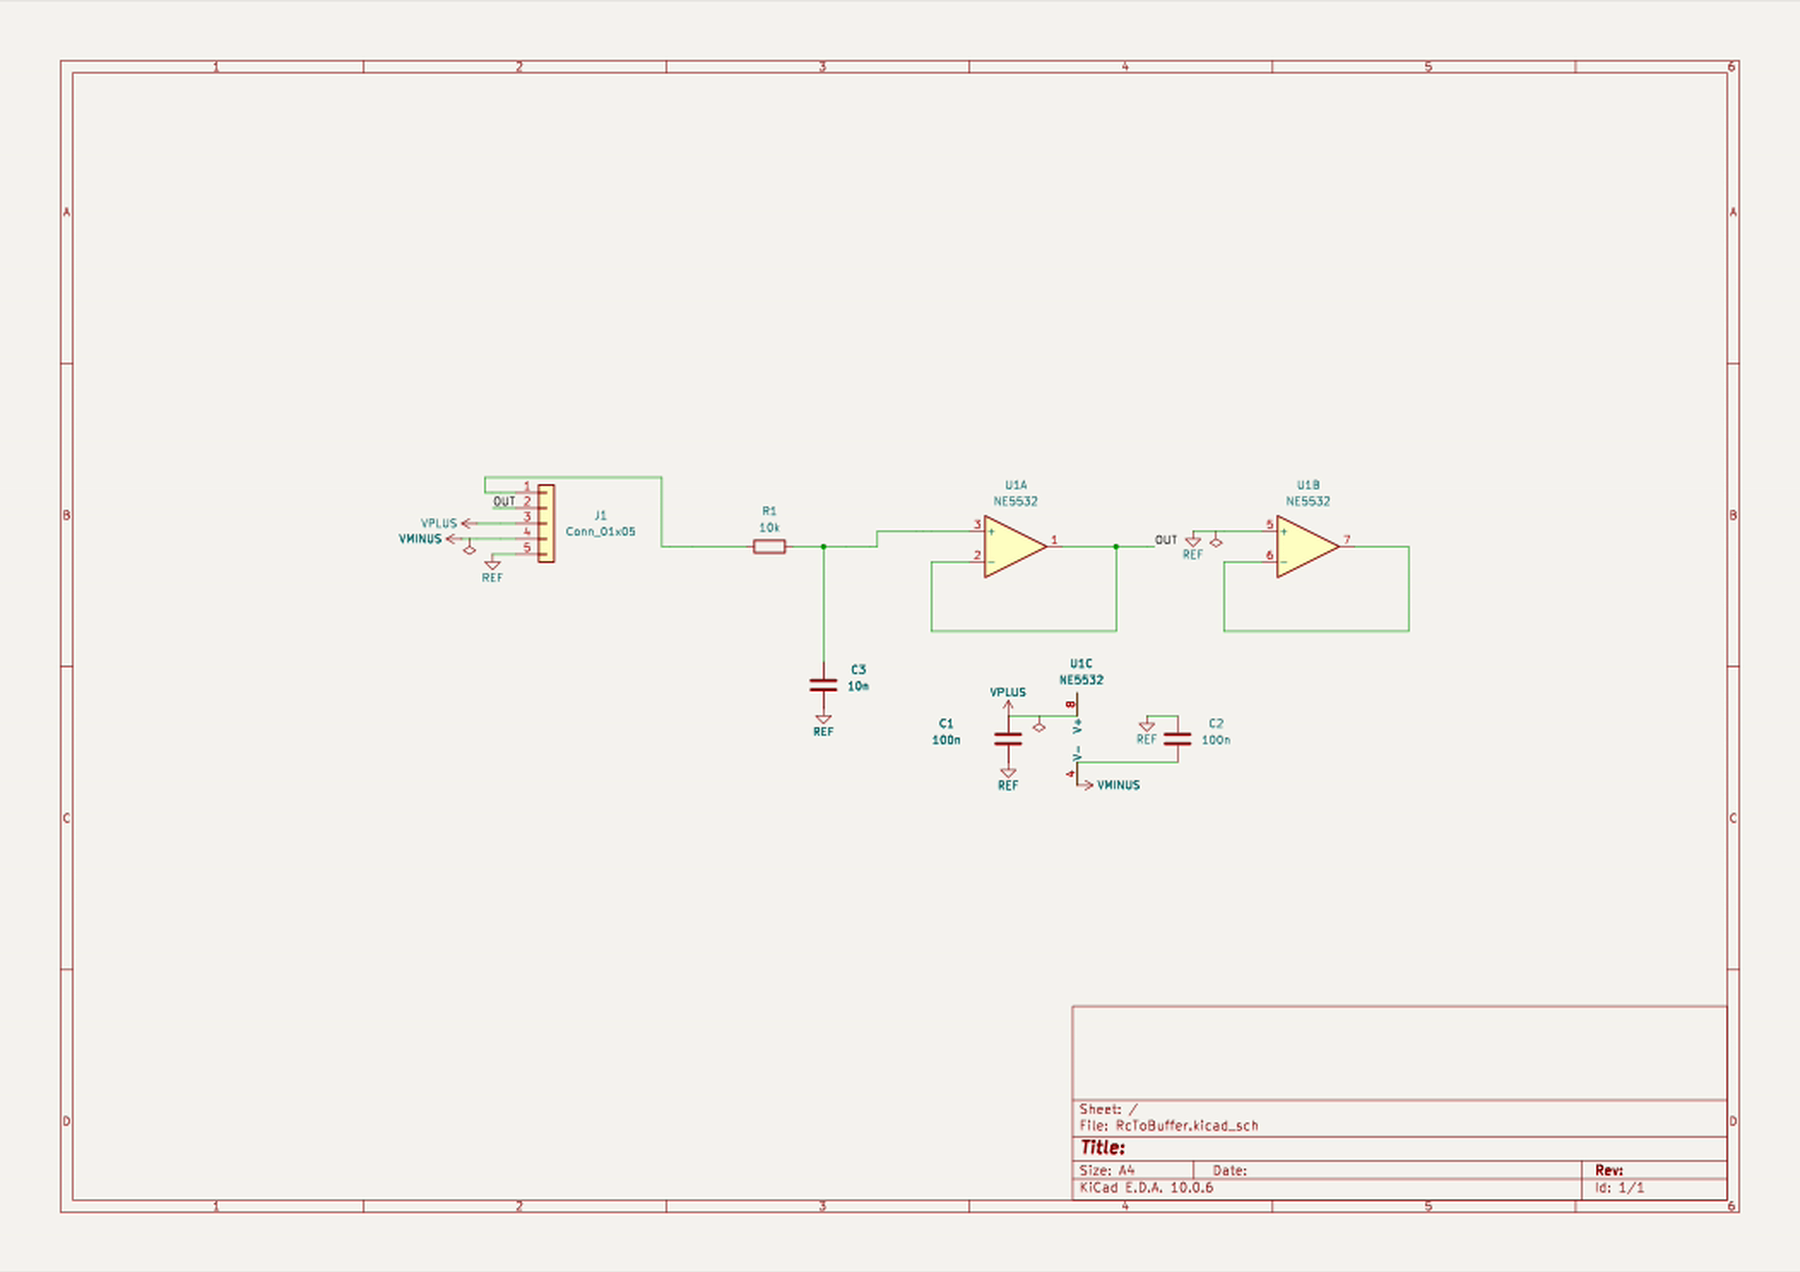 1 2 3 4 5 6
A A
U1A U1B
NE5532 NE5532
1
OUT 2
VPLUS 3
VMINUS 4
5
REF
J1
Conn_01x05
R1
10k
3 +
2 -
1
OUT
REF
5 +
6 -
7
B B
C3
10n
REF
U1C
NE5532
VPLUS
8
V+
C1
100n
REF
V-
4
VMINUS
REF
C2
100n
C C
Sheet: /
File: RcToBuffer.kicad_sch
Title:
Size: A4 Date: Rev:
KiCad E.D.A. 10.0.6 Id: 1/1
D D
1 2 3 4 5 6